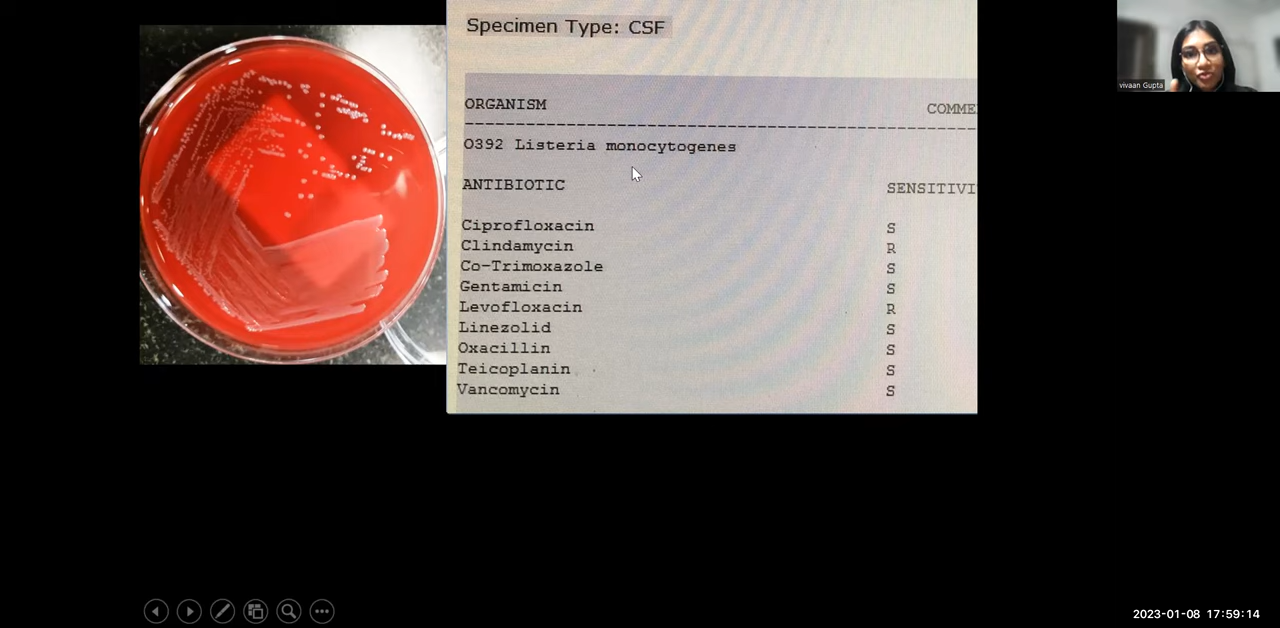 Specimen Type: CSF
ORGANISM COMME
O392 Listeria monocytogenes
ANTIBIOTIC SENSITIVI
Ciprofloxacin S
Clindamycin R
Co-Trimoxazole S
Gentamicin S
Levofloxacin R
Linezolid S
Oxacillin S
Teicoplanin S
Vancomycin S
vivaan Gupta
2023-01-08 17:59:14